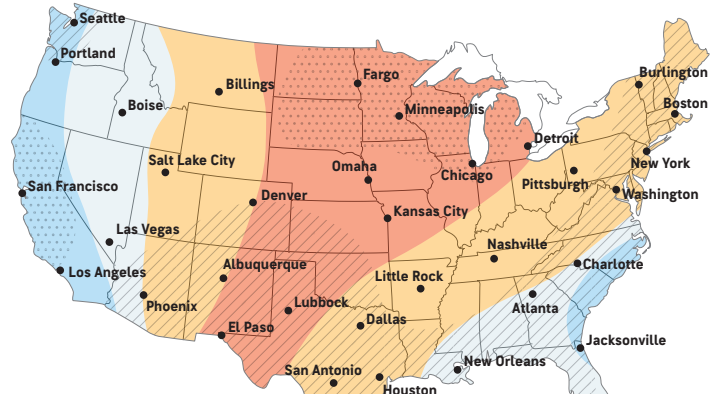 Seattle
Portland
Billings
Fargo
Burlington
Boise
Minneapolis
Boston
Detroit
Salt Lake City
Omaha
Chicago
New York
San Francisco
Pittsburgh
Denver
Washington
Kansas City
Las Vegas
Nashville
Los Angeles
Albuquerque
Little Rock
Charlotte
Phoenix
Lubbock
Atlanta
El Paso
Dallas
Jacksonville
San Antonio
New Orleans
Houston